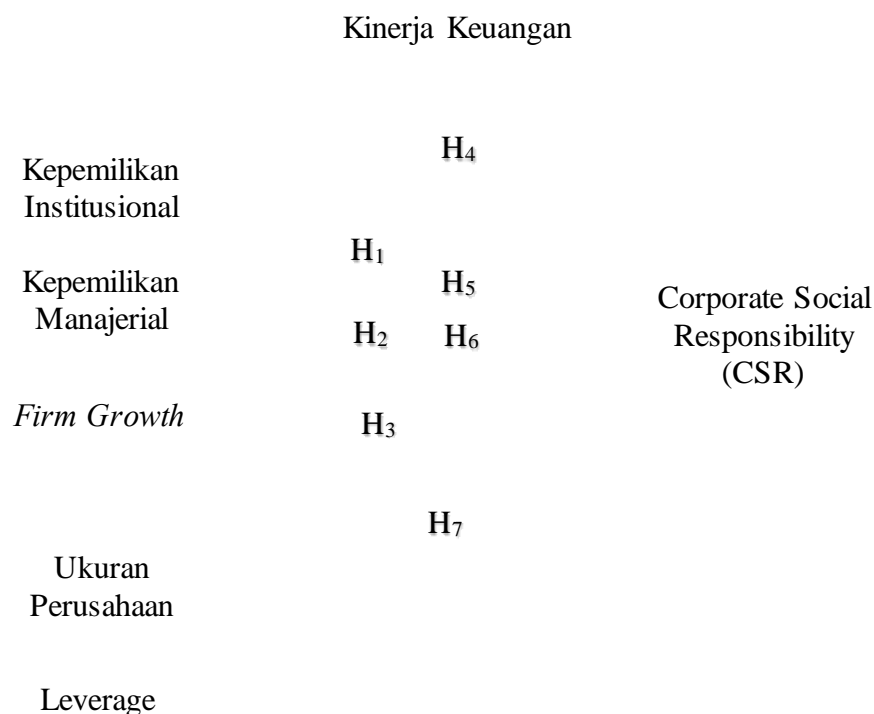 Kinerja Keuangan
H₄
Kepemilikan
Institusional
H₁
H₅
Kepemilikan
Manajerial
Corporate Social
Responsibility
(CSR)
H₂
H₆
Firm Growth
H₃
H₇
Ukuran
Perusahaan
Leverage